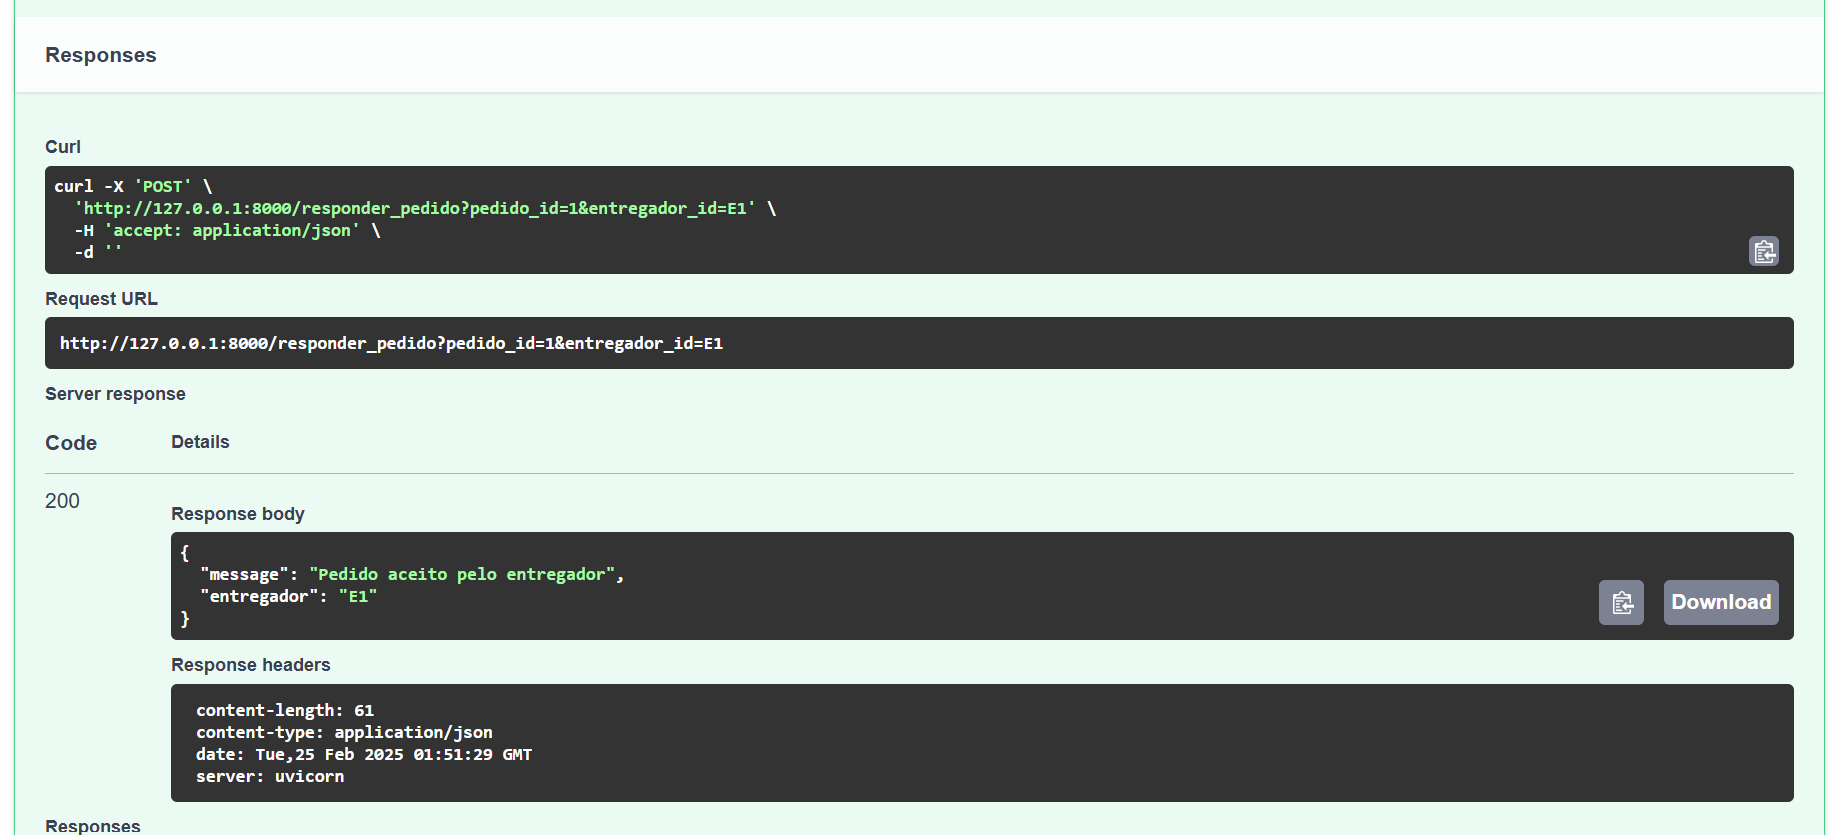 Responses
Curl
curl -X 'POST' \
  'http://127.0.0.1:8000/responder_pedido?pedido_id=1&entregador_id=E1' \
  -H 'accept: application/json' \
  -d ''
Request URL
http://127.0.0.1:8000/responder_pedido?pedido_id=1&entregador_id=E1
Server response
Code Details
200
Response body
{
  "message": "Pedido aceito pelo entregador",
  "entregador": "E1"
}
Download
Response headers
content-length: 61
content-type: application/json
date: Tue,25 Feb 2025 01:51:29 GMT
server: uvicorn
Responses